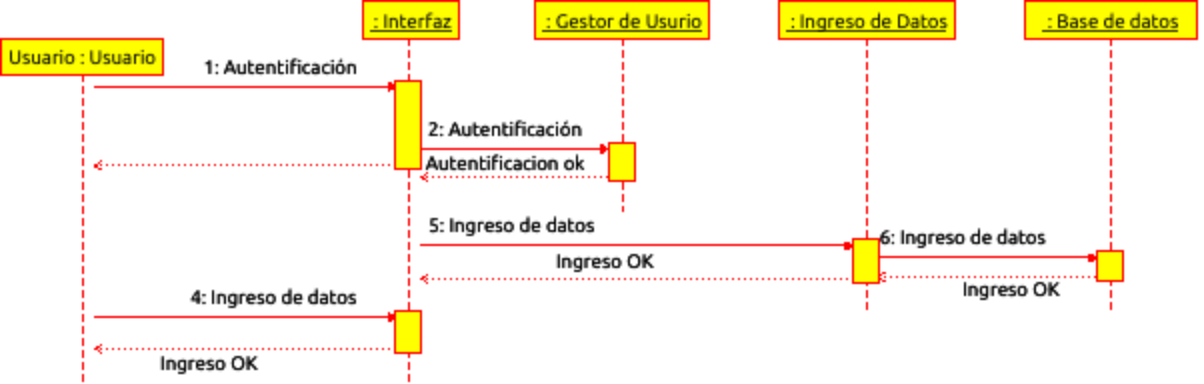 : Interfaz
: Gestor de Usurio
: Ingreso de Datos
: Base de datos
Usuario : Usuario
1: Autentificación
2: Autentificación
Autentificacion ok
5: Ingreso de datos
6: Ingreso de datos
Ingreso OK
Ingreso OK
4: Ingreso de datos
Ingreso OK